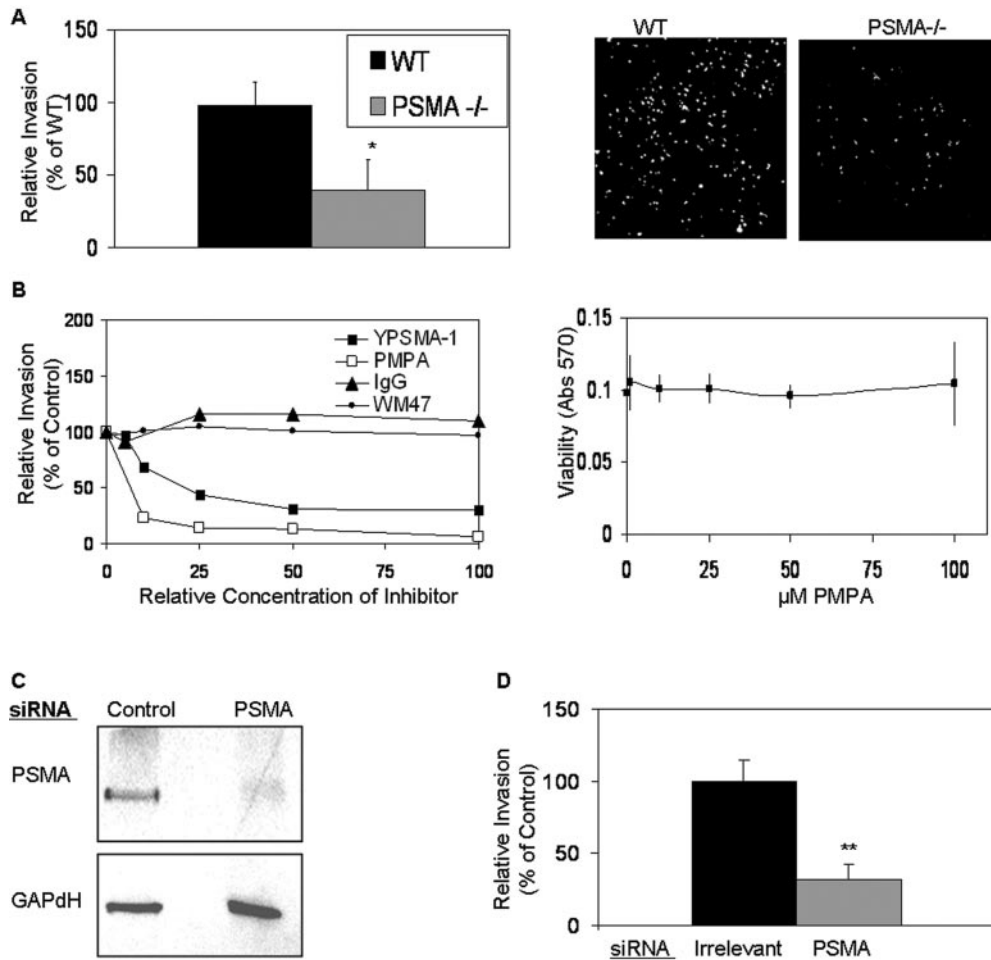 A
Relative Invasion
(% of WT)
150
100
50
0
WT
PSMA -/-
*
WT
PSMA-/-
B
Relative Invasion
(% of Control)
200
150
100
50
0
YPSMA-1
PMPA
IgG
WM47
0
25
50
75
100
Relative Concentration of Inhibitor
Viability (Abs 570)
0.15
0.1
0.05
0
0
25
50
75
100
µM PMPA
C
siRNA
Control
PSMA
PSMA
GAPdH
D
Relative Invasion
(% of Control)
150
100
50
0
**
siRNA
Irrelevant
PSMA